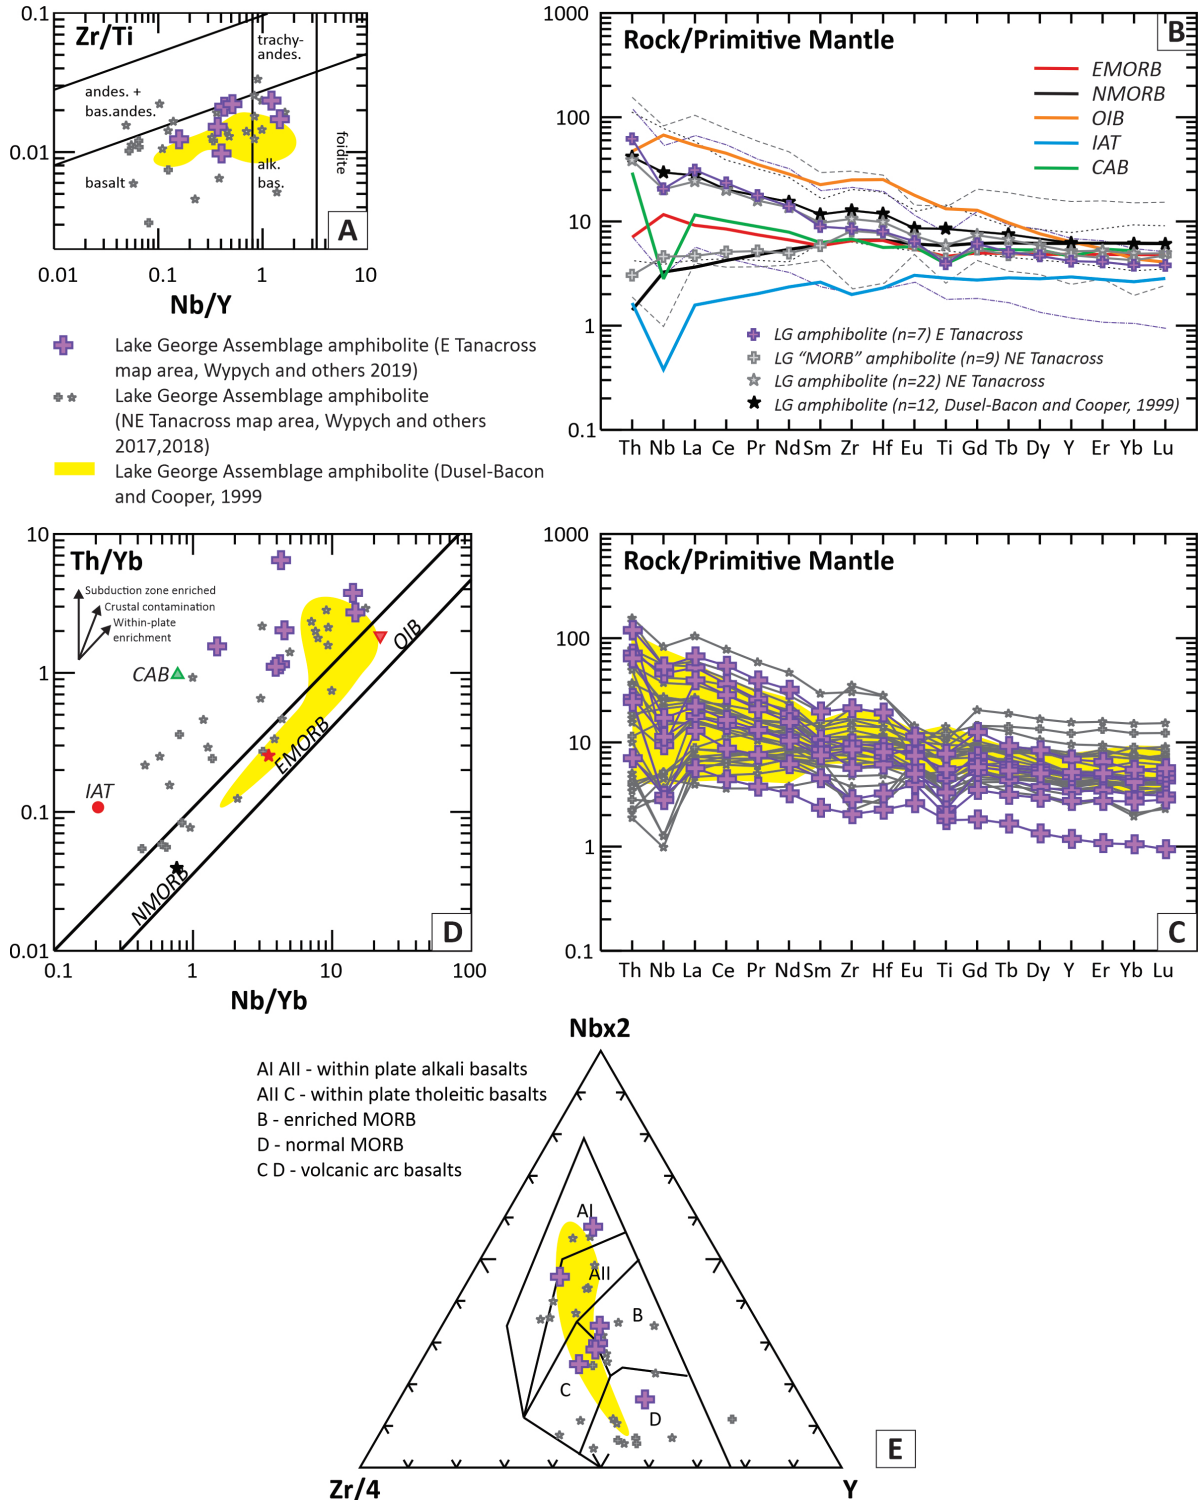 Zr/Ti
0.1
0.01
trachy-
andes.
andes. +
bas.andes.
basalt
alk.
bas.
foidite
A
0.01
0.1
1
10
Nb/Y
Lake George Assemblage amphibolite (E Tanacross
map area, Wypych and others 2019)
Lake George Assemblage amphibolite
(NE Tanacross map area, Wypych and others
2017,2018)
Lake George Assemblage amphibolite (Dusel-Bacon
and Cooper, 1999
1000
100
10
1
0.1
Rock/Primitive Mantle
B
EMORB
NMORB
OIB
IAT
CAB
LG amphibolite (n=7) E Tanacross
LG “MORB” amphibolite (n=9) NE Tanacross
LG amphibolite (n=22) NE Tanacross
LG amphibolite (n=12, Dusel-Bacon and Cooper, 1999)
Th Nb La Ce Pr Nd Sm Zr Hf Eu Ti Gd Tb Dy Y Er Yb Lu
10
1
0.1
0.01
Th/Yb
Subduction zone enriched
Crustal contamination
Within-plate
enrichment
CAB
IAT
OIB
EMORB
NMORB
D
0.1
1
10
100
Nb/Yb
1000
100
10
1
0.1
Rock/Primitive Mantle
C
Th Nb La Ce Pr Nd Sm Zr Hf Eu Ti Gd Tb Dy Y Er Yb Lu
Nbx2
AI AII - within plate alkali basalts
AII C - within plate tholeitic basalts
B - enriched MORB
D - normal MORB
C D - volcanic arc basalts
AI
AII
B
C
D
E
Zr/4
Y